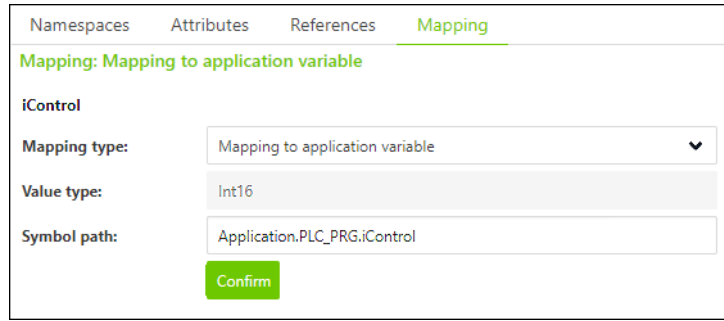 Namespaces Attributes References Mapping
Mapping: Mapping to application variable
iControl
Mapping type: Mapping to application variable
Value type: Int16
Symbol path: Application.PLC_PRG.iControl
Confirm